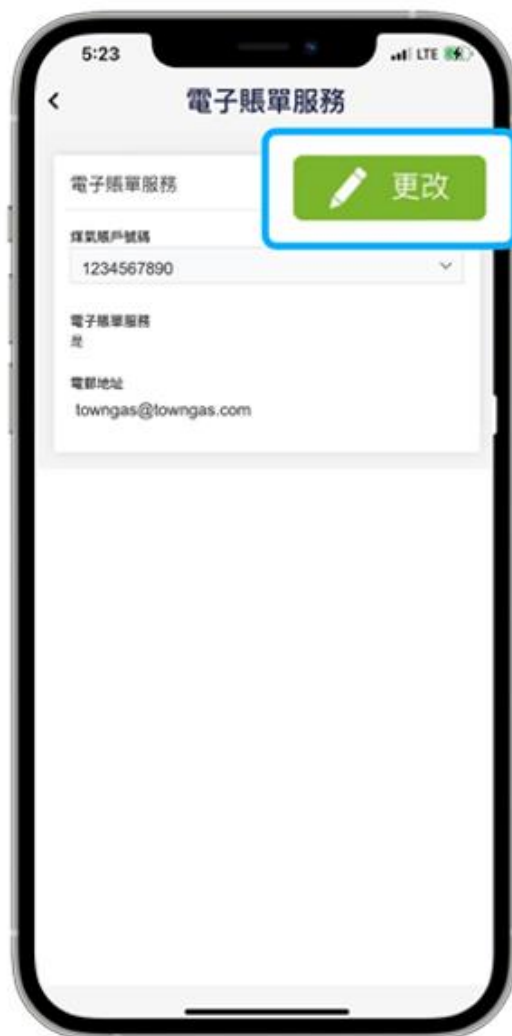 5:23
LTE
電子賬單服務
電子賬單服務
更改
煤氣賬戶號碼
1234567890
電子賬單服務
是
電郵地址
towngas@towngas.com